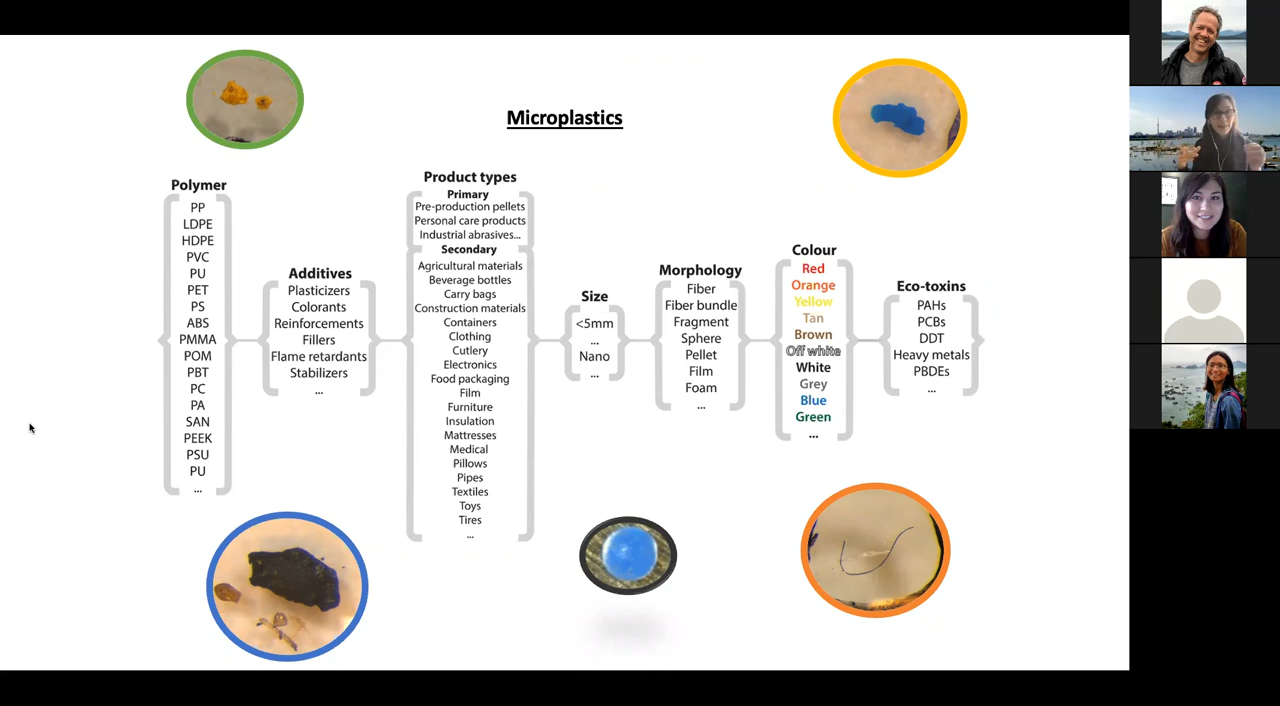 Microplastics
Polymer
PP
LDPE
HDPE
PVC
PU
PET
PS
ABS
PMMA
POM
PBT
PC
PA
SAN
PEEK
PSU
PU
...
Additives
Plasticizers
Colorants
Reinforcements
Fillers
Flame retardants
Stabilizers
...
Product types
Primary
Pre-production pellets
Personal care products
Industrial abrasives...
Secondary
Agricultural materials
Beverage bottles
Carry bags
Construction materials
Containers
Clothing
Cutlery
Electronics
Food packaging
Film
Furniture
Insulation
Mattresses
Medical
Pillows
Pipes
Textiles
Toys
Tires
...
Size
<5mm
...
Nano
...
Morphology
Fiber
Fiber bundle
Fragment
Sphere
Pellet
Film
Foam
...
Colour
Red
Orange
Yellow
Tan
Brown
Off white
White
Grey
Blue
Green
...
Eco-toxins
PAHs
PCBs
DDT
Heavy metals
PBDEs
...